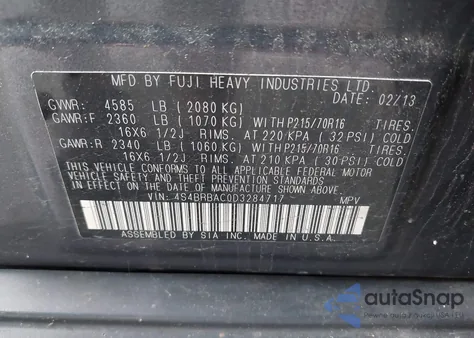 MFD BY FUJI HEAVY INDUSTRIES LTD.
DATE: 02/13
GVWR: 4585 LB (2080 KG)
GAWR:F 2360 LB (1070 KG) WITH P215/70R16 TIRES.
16X6 1/2J RIMS. AT 220 KPA (32 PSI) COLD
GAWR:R 2340 LB (1060 KG) WITH P215/70R16 TIRES.
16X6 1/2J RIMS. AT 210 KPA (30 PSI) COLD
THIS VEHICLE CONFORMS TO ALL APPLICABLE FEDERAL MOTOR
VEHICLE SAFETY AND THEFT PREVENTION STANDARDS IN
EFFECT ON THE DATE OF MANUFACTURE SHOWN ABOVE.
VIN: 4S4BRBAC0D3284717 MPV
ASSEMBLED BY SIA INC. IN U.S.A.
autoSnap